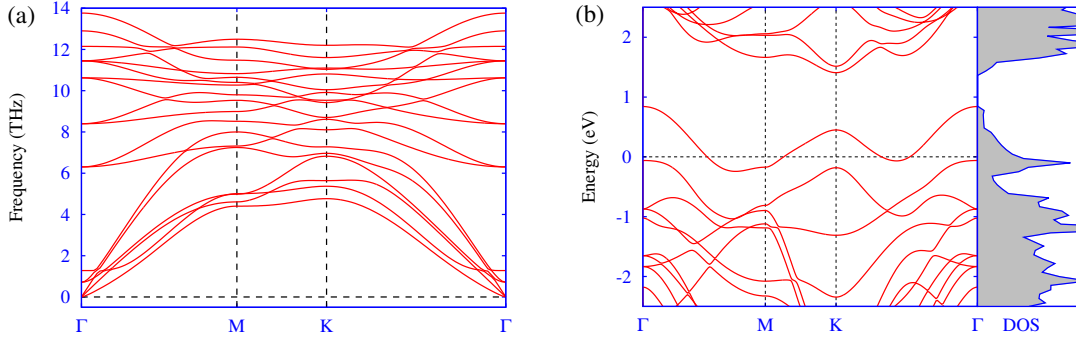 (a)
Frequency (THz)
14
12
10
8
6
4
2
0
Γ M K Γ
(b)
Energy (eV)
2
1
0
-1
-2
Γ M K Γ DOS